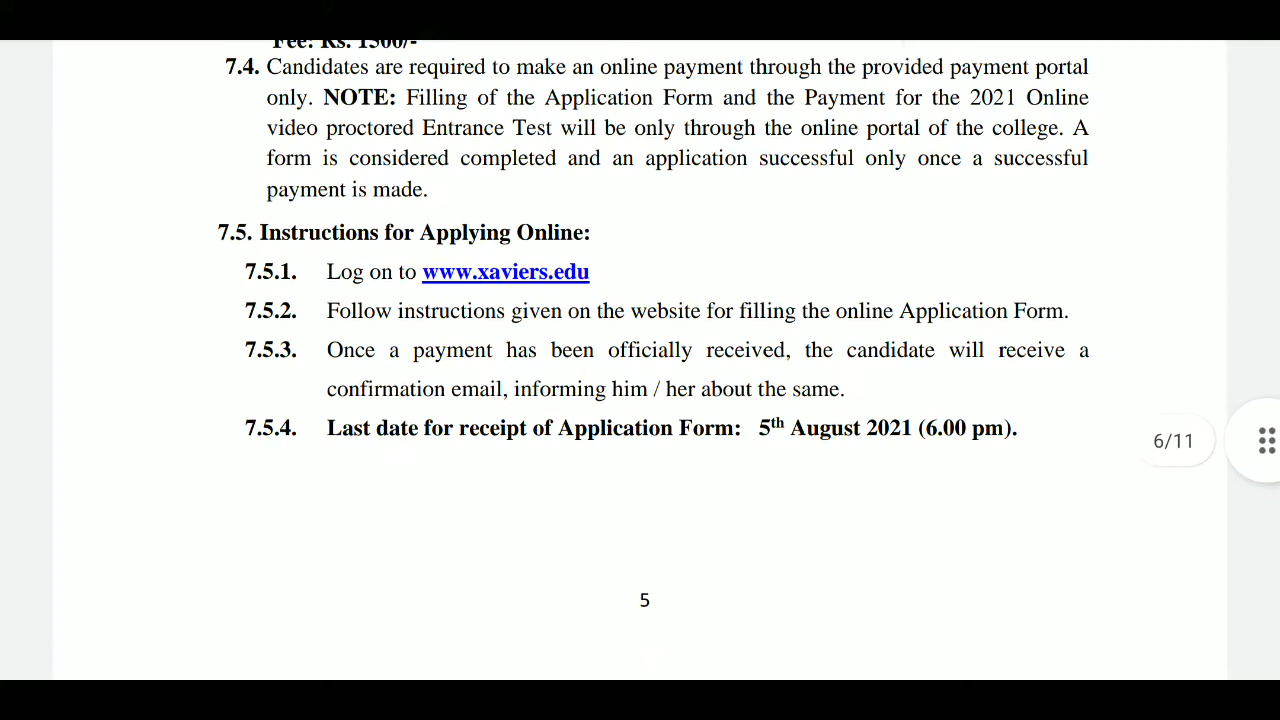 Fee: Rs. 1500/-
7.4. Candidates are required to make an online payment through the provided payment portal
only. NOTE: Filling of the Application Form and the Payment for the 2021 Online
video proctored Entrance Test will be only through the online portal of the college. A
form is considered completed and an application successful only once a successful
payment is made.
7.5. Instructions for Applying Online:
7.5.1. Log on to www.xaviers.edu
7.5.2. Follow instructions given on the website for filling the online Application Form.
7.5.3. Once a payment has been officially received, the candidate will receive a
confirmation email, informing him / her about the same.
7.5.4. Last date for receipt of Application Form: 5th August 2021 (6.00 pm).
6/11
5